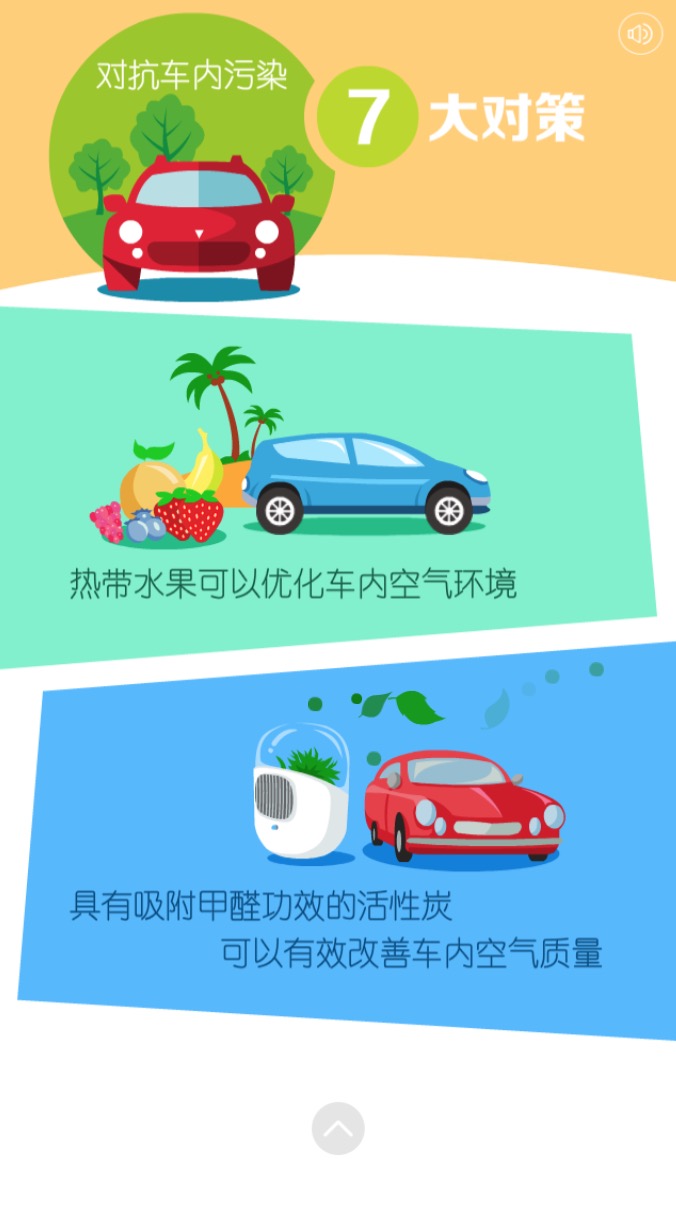 对抗车内污染
7大对策
热带水果可以优化车内空气环境
具有吸附甲醛功效的活性炭
可以有效改善车内空气质量